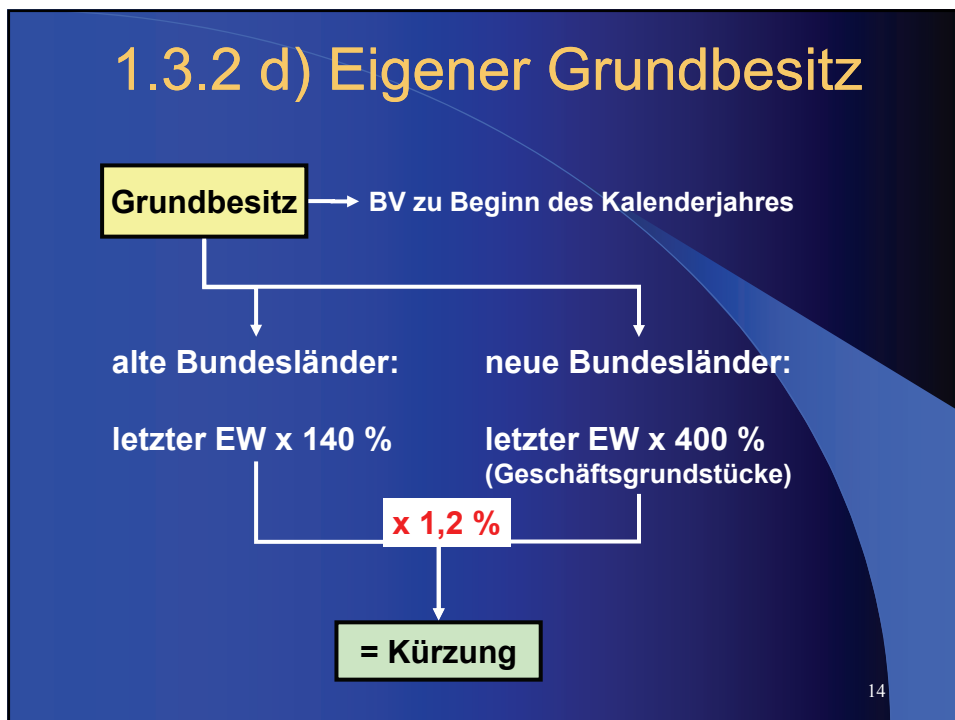 1.3.2 d) Eigener Grundbesitz
Grundbesitz
BV zu Beginn des Kalenderjahres
alte Bundesländer:
letzter EW x 140 %
neue Bundesländer:
letzter EW x 400 %
(Geschäftsgrundstücke)
x 1,2 %
= Kürzung
14